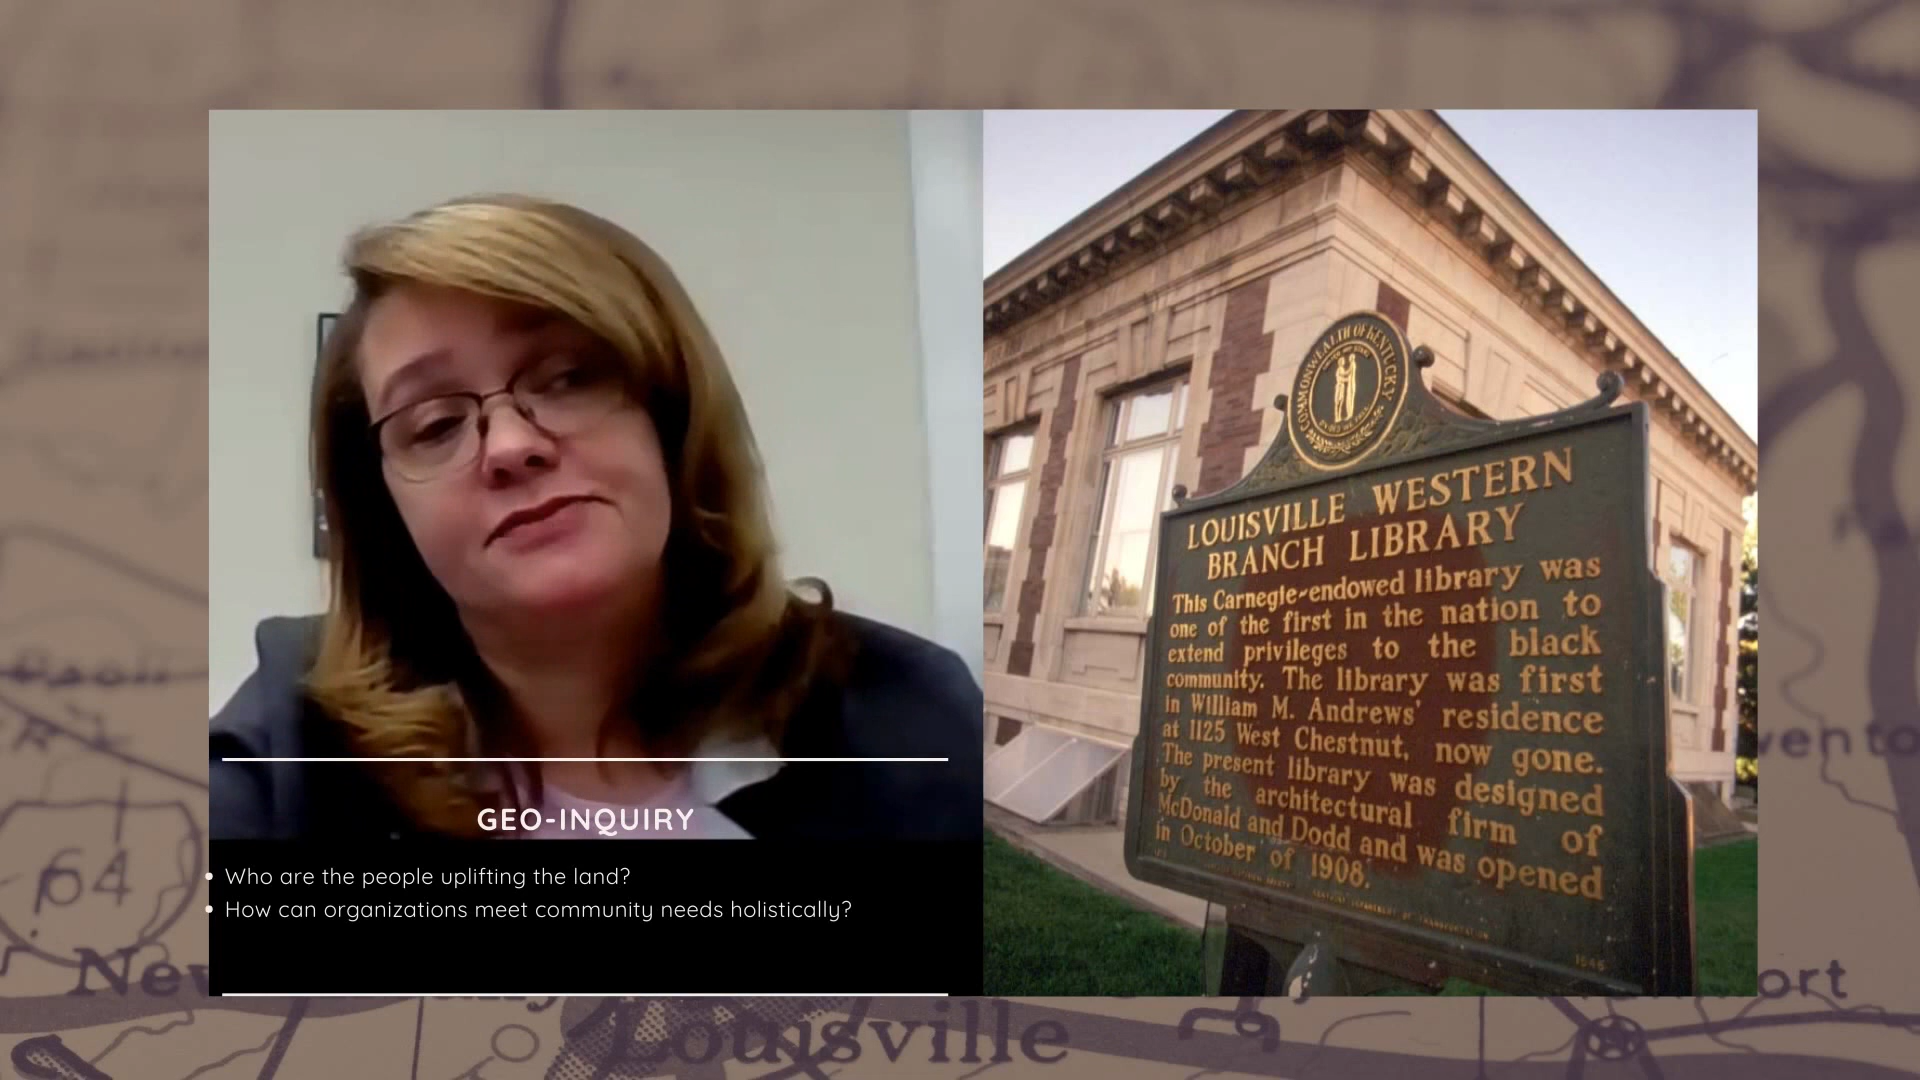 GEO-INQUIRY
Who are the people uplifting the land?
How can organizations meet community needs holistically?
COMMONWEALTH OF KENTUCKY
LOUISVILLE WESTERN
BRANCH LIBRARY
This Carnegie-endowed library was
one of the first in the nation to
extend privileges to the black
community. The library was first
in William M. Andrews' residence
at 1125 West Chestnut, now gone.
The present library was designed
by the architectural firm of
McDonald and Dodd and was opened
in October of 1908.
1545
64
New
ort
Louisville